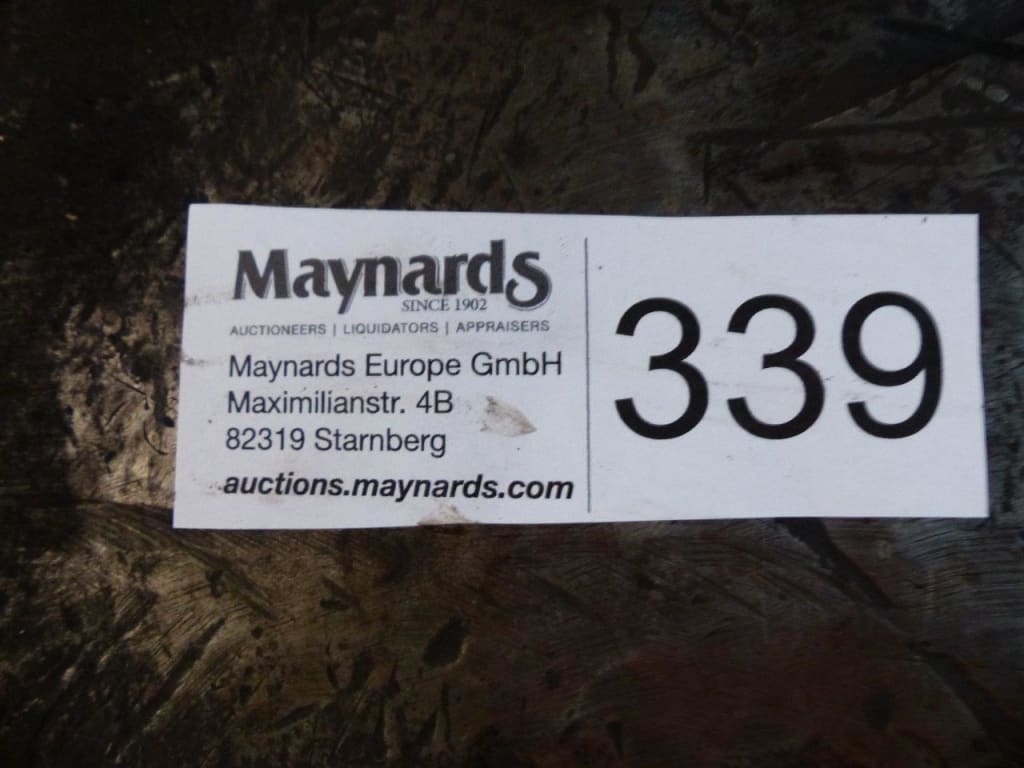 Maynards
SINCE 1902
AUCTIONEERS | LIQUIDATORS | APPRAISERS
Maynards Europe GmbH
Maximilianstr. 4B
82319 Starnberg
auctions.maynards.com
339